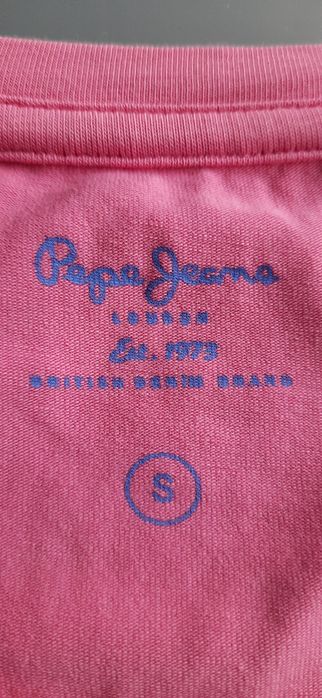 Pepe Jeans
LONDON
Est. 1973
BRITISH DENIM BRAND
S